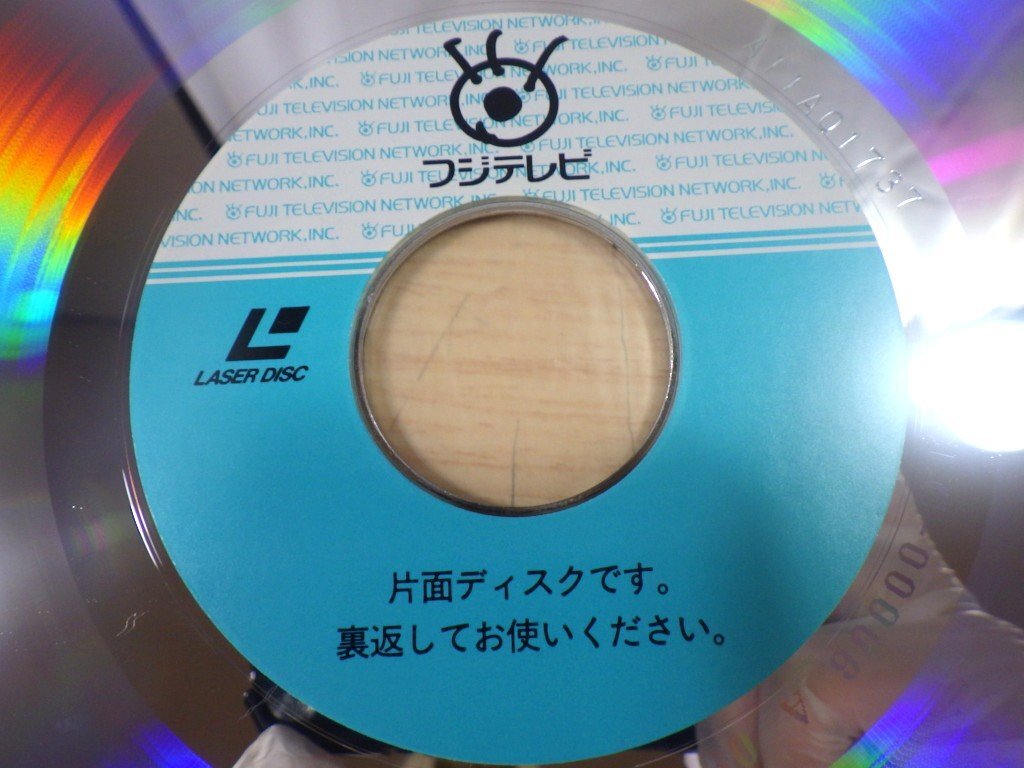 FUJI TELEVISION NETWORK,INC.
フジテレビ
LASER DISC
片面ディスクです。
裏返してお使いください。
A11A01737